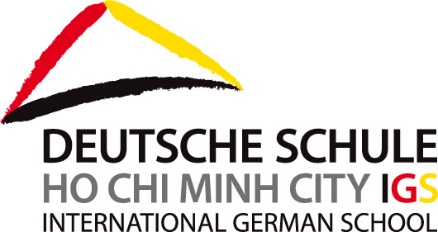 DEUTSCHE SCHULE
HO CHI MINH CITY IGS
INTERNATIONAL GERMAN SCHOOL